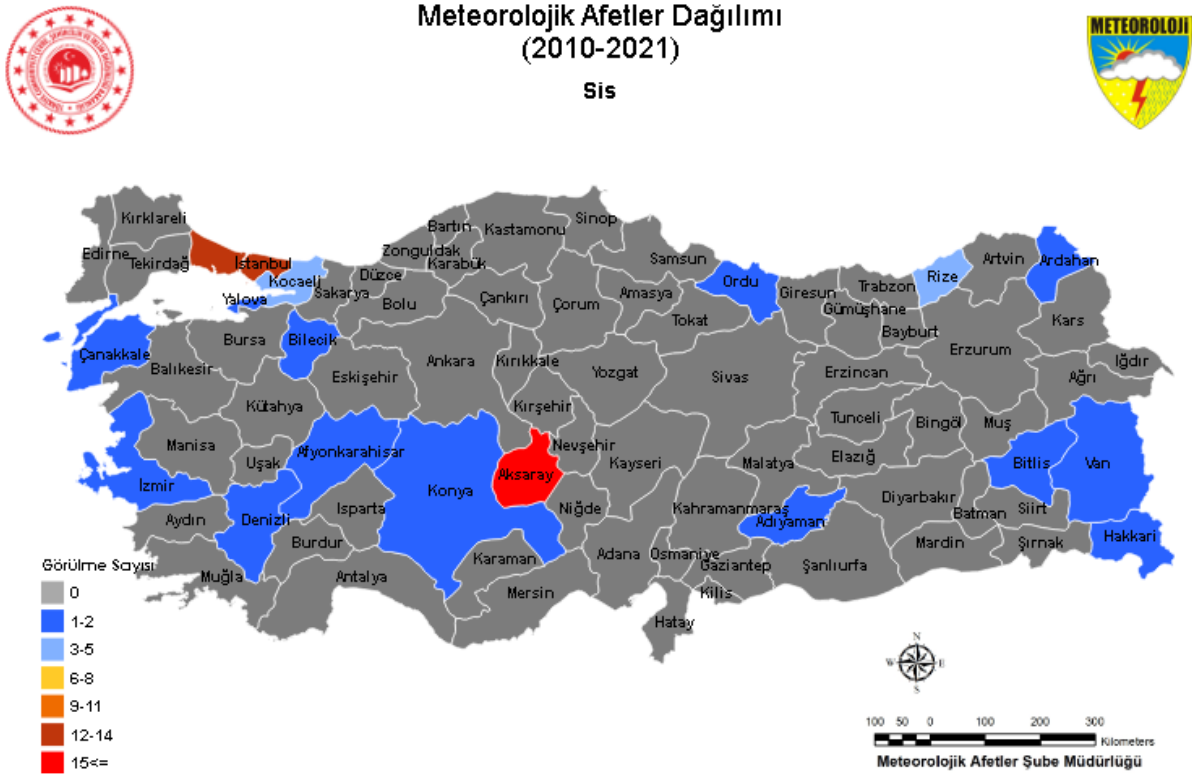 Meteorolojik Afetler Dağılımı
(2010-2021)
Sis
METEOROLOJİ
Kırklareli
Edirne
Tekirdağ
İstanbul
Kocaeli
Yalova
Sakarya
Düzce
Bolu
Zonguldak
Bartın
Karabük
Kastamonu
Sinop
Çankırı
Çorum
Samsun
Amasya
Tokat
Ordu
Giresun
Trabzon
Gümüşhane
Bayburt
Rize
Artvin
Ardahan
Kars
Erzurum
Iğdır
Ağrı
Çanakkale
Balıkesir
Bursa
Bilecik
Eskişehir
Ankara
Kırıkkale
Yozgat
Sivas
Erzincan
Tunceli
Bingöl
Muş
Kütahya
Kırşehir
Manisa
Uşak
Afyonkarahisar
Nevşehir
Kayseri
Malatya
Elazığ
Bitlis
Van
İzmir
Konya
Aksaray
Aydın
Denizli
Isparta
Niğde
Kahramanmaraş
Adıyaman
Diyarbakır
Batman
Siirt
Hakkari
Burdur
Karaman
Adana
Osmaniye
Gaziantep
Şanlıurfa
Mardin
Şırnak
Muğla
Antalya
Mersin
Kilis
Hatay
Görülme Sayısı
0
1-2
3-5
6-8
9-11
12-14
15<=
N
W E
S
100 50 0 100 200 300
Kilometers
Meteorolojik Afetler Şube Müdürlüğü